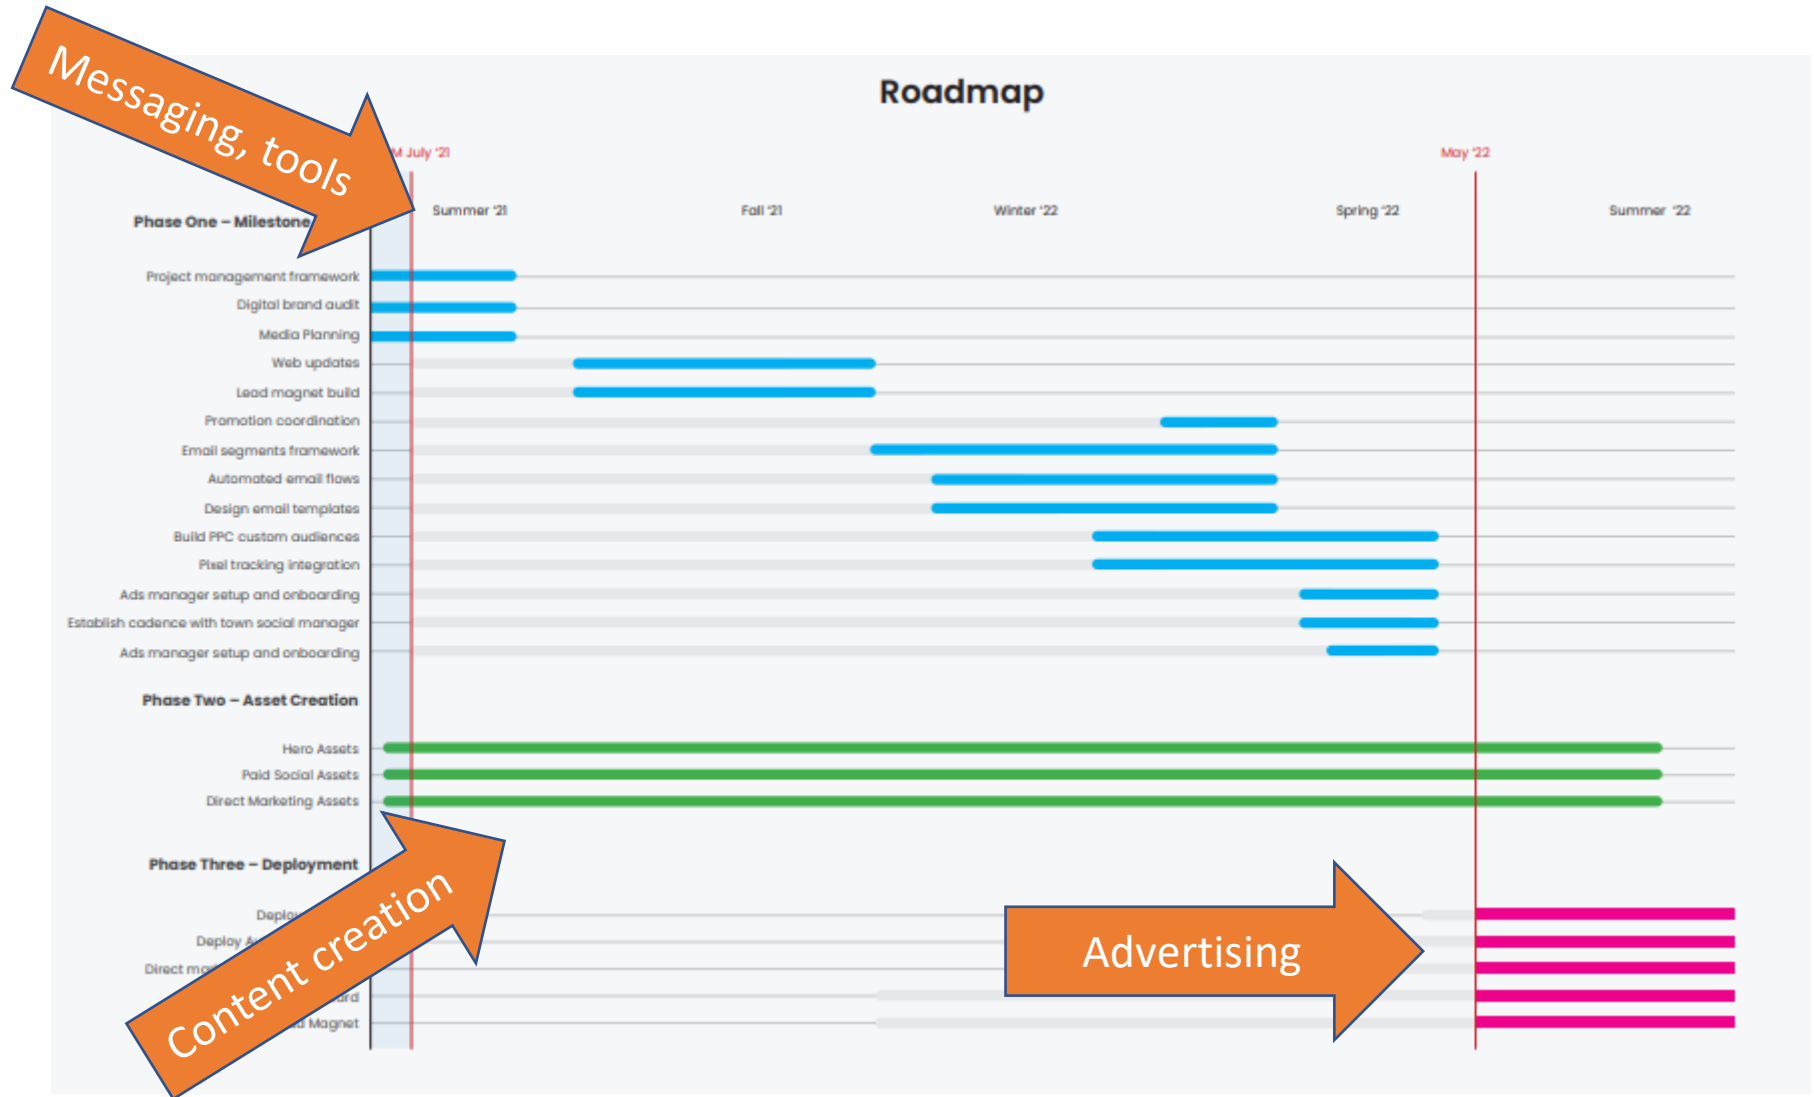 Messaging, tools
Roadmap
July ‘21
May ‘22
Summer ‘21
Fall ‘21
Winter ‘22
Spring ‘22
Summer ‘22
Phase One – Milestone
Project management framework
Digital brand audit
Media Planning
Web updates
Lead magnet build
Promotion coordination
Email segments framework
Automated email flows
Design email templates
Build PPC custom audiences
Pixel tracking integration
Ads manager setup and onboarding
Establish cadence with town social manager
Ads manager setup and onboarding
Phase Two – Asset Creation
Hero Assets
Paid Social Assets
Direct Marketing Assets
Phase Three – Deployment
Deploy
Direct
Magnet
Content creation
Advertising